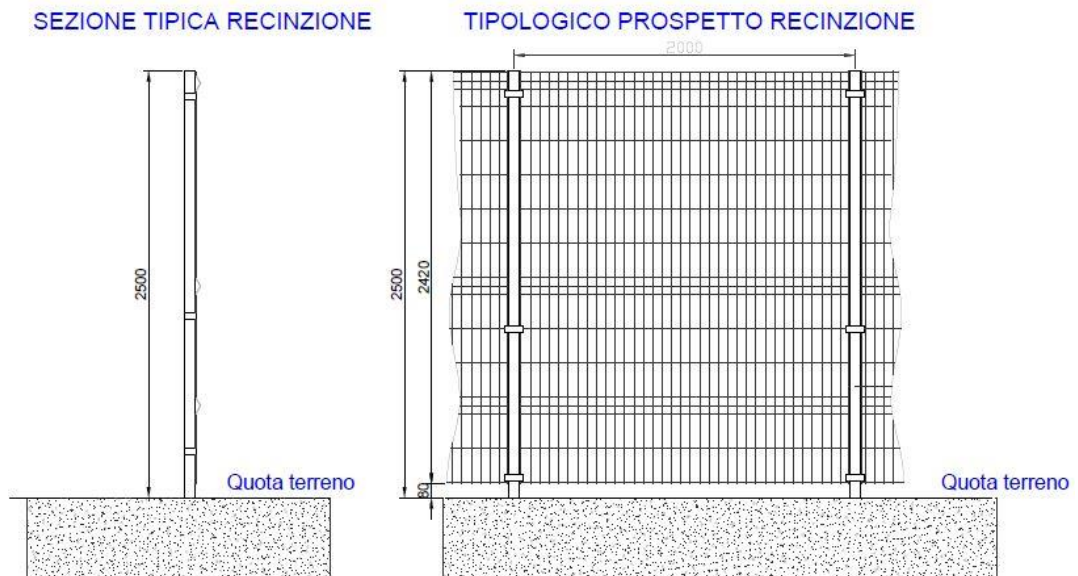 SEZIONE TIPICA RECINZIONE
TIPOLOGICO PROSPETTO RECINZIONE
2000
2500
2500
2420
80
Quota terreno
Quota terreno